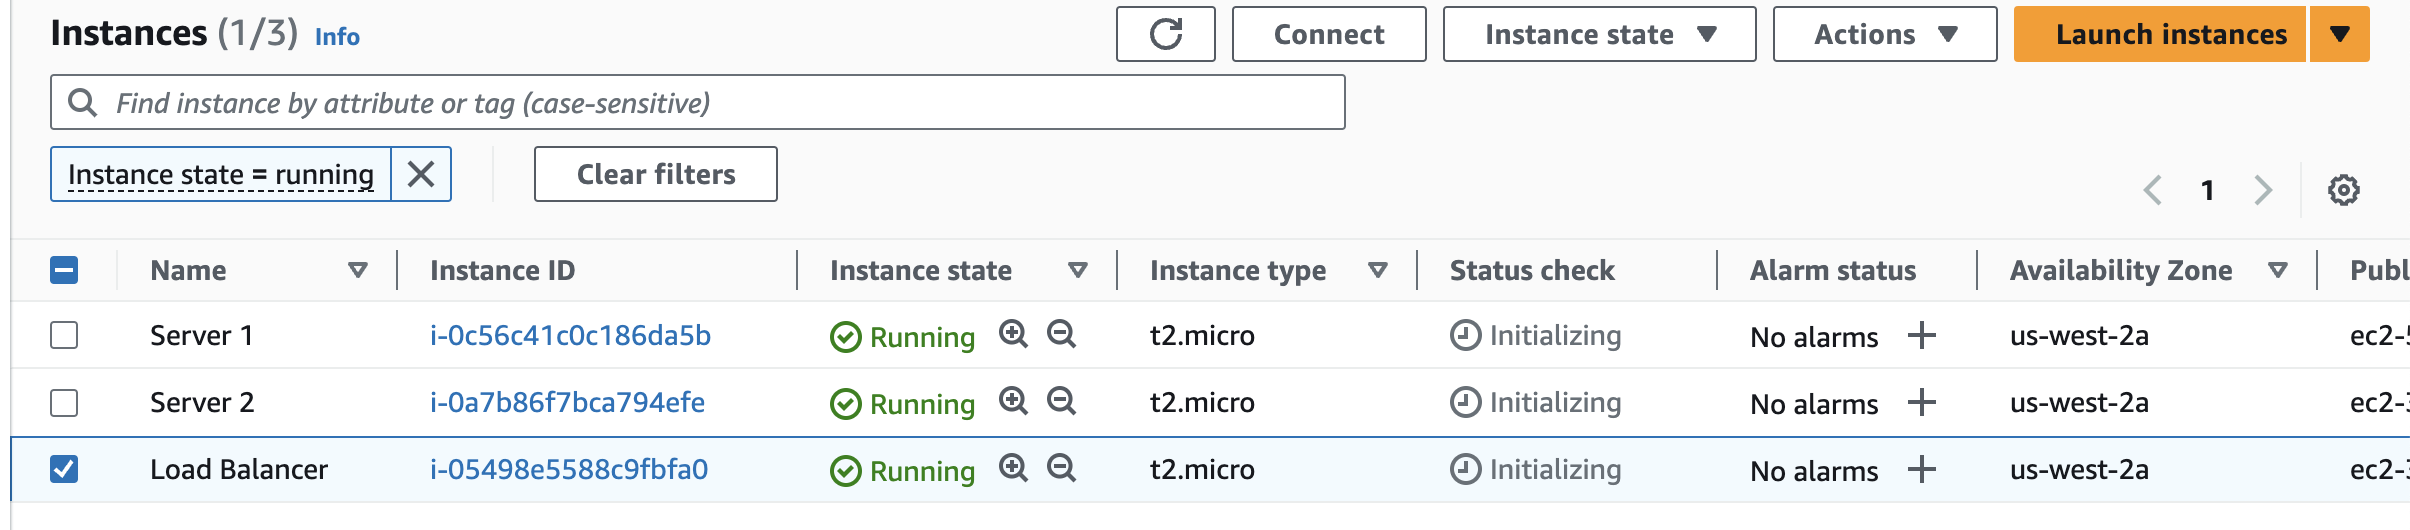 Instances (1/3) Info Connect Instance state Actions Launch instances
Find instance by attribute or tag (case-sensitive)
Instance state = running Clear filters
1
Name Instance ID Instance state Instance type Status check Alarm status Availability Zone Publ
Server 1 i-0c56c41c0c186da5b Running t2.micro Initializing No alarms us-west-2a ec2-5
Server 2 i-0a7b86f7bca794efe Running t2.micro Initializing No alarms us-west-2a ec2-3
Load Balancer i-05498e5588c9fbfa0 Running t2.micro Initializing No alarms us-west-2a ec2-3